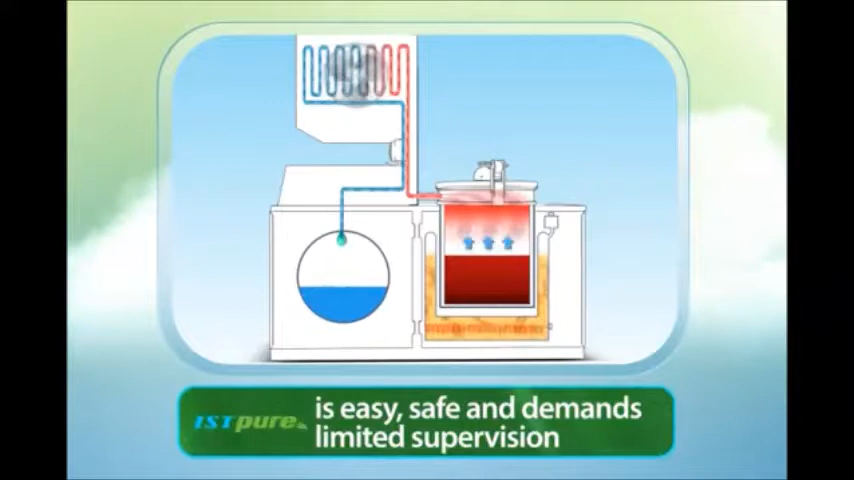 ISTpure is easy, safe and demands
limited supervision